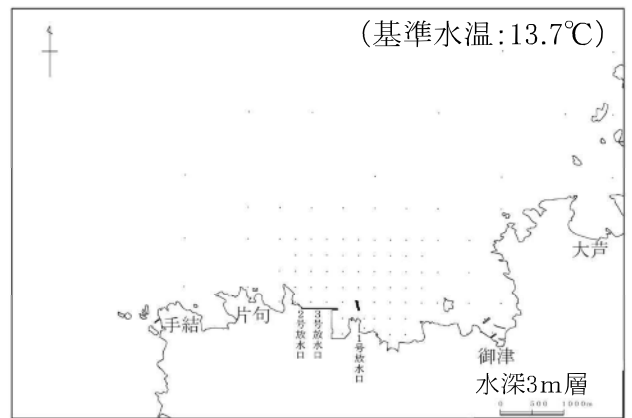 (基準水温:13.7℃)
大芦
手結
片句
2号放水口
3号放水口
1号放水口
御津
水深3m層
0 500 1000m